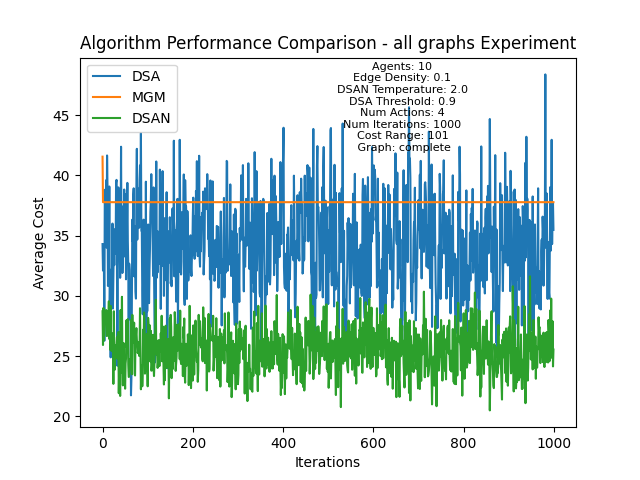 Algorithm Performance Comparison - all graphs Experiment
DSA
MGM
DSAN
Agents: 10
Edge Density: 0.1
DSAN Temperature: 2.0
DSA Threshold: 0.9
Num Actions: 4
Num Iterations: 1000
Cost Range: 101
Graph: complete
Average Cost
45
40
35
30
25
20
0
200
400
600
800
1000
Iterations